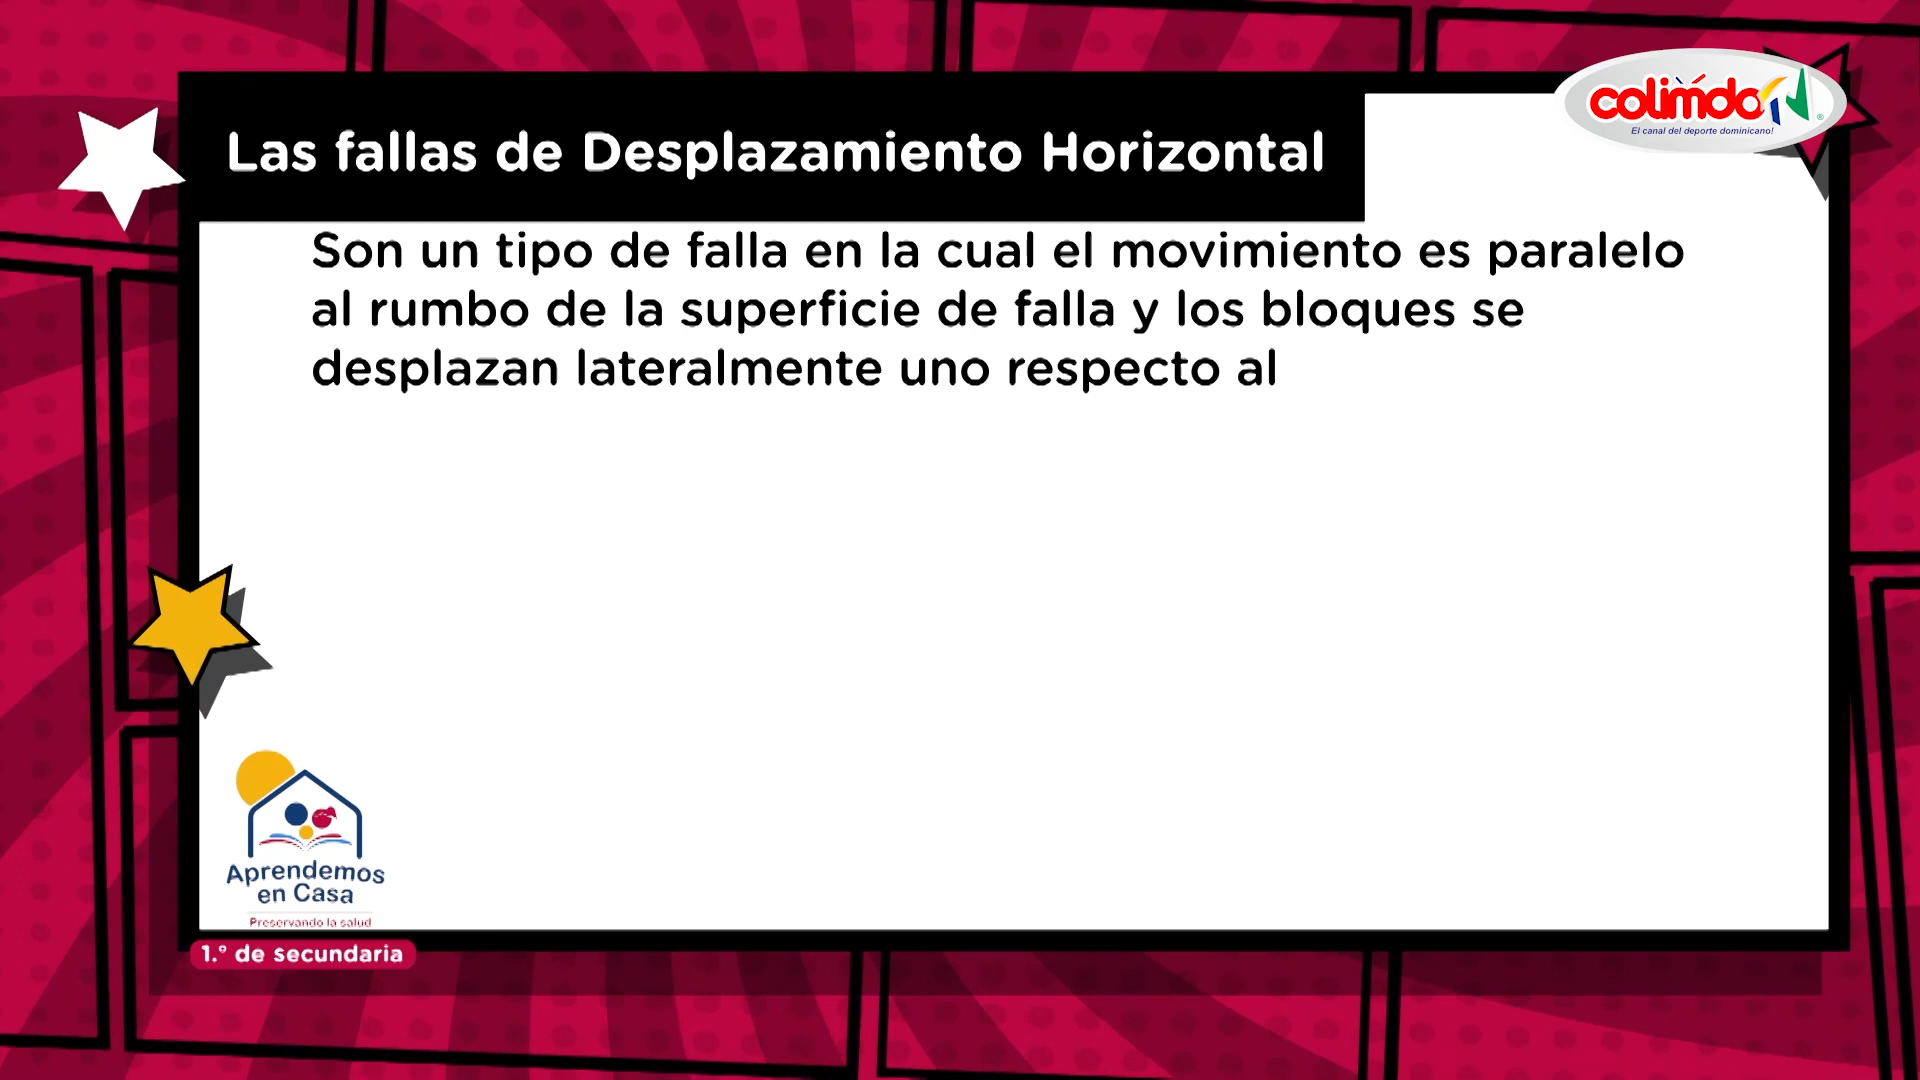 colimdo
El canal del deporte dominicano!
Las fallas de Desplazamiento Horizontal
Son un tipo de falla en la cual el movimiento es paralelo
al rumbo de la superficie de falla y los bloques se
desplazan lateralmente uno respecto al
Aprendemos
en Casa
Preservando la salud
1.° de secundaria